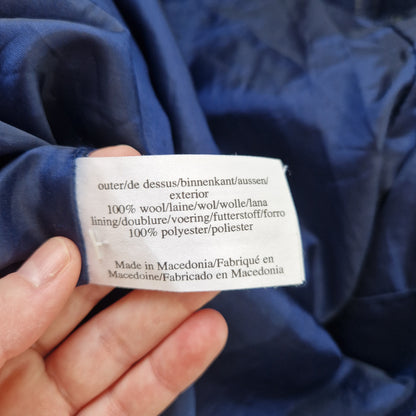 outer/de dessus/binnenkant/aussen/
exterior
100% wool/laine/wol/wolle/lana
lining/doublure/voering/futterstoff/forro
100% polyester/poliester
Made in Macedonia/Fabriqué en
Macedoine/Fabricado en Macedonia